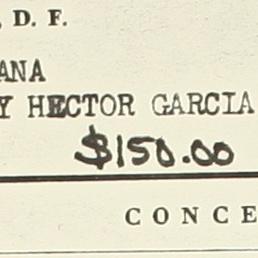 , D. F.
ANA
Y HECTOR GARCIA
$150.00
CONCE